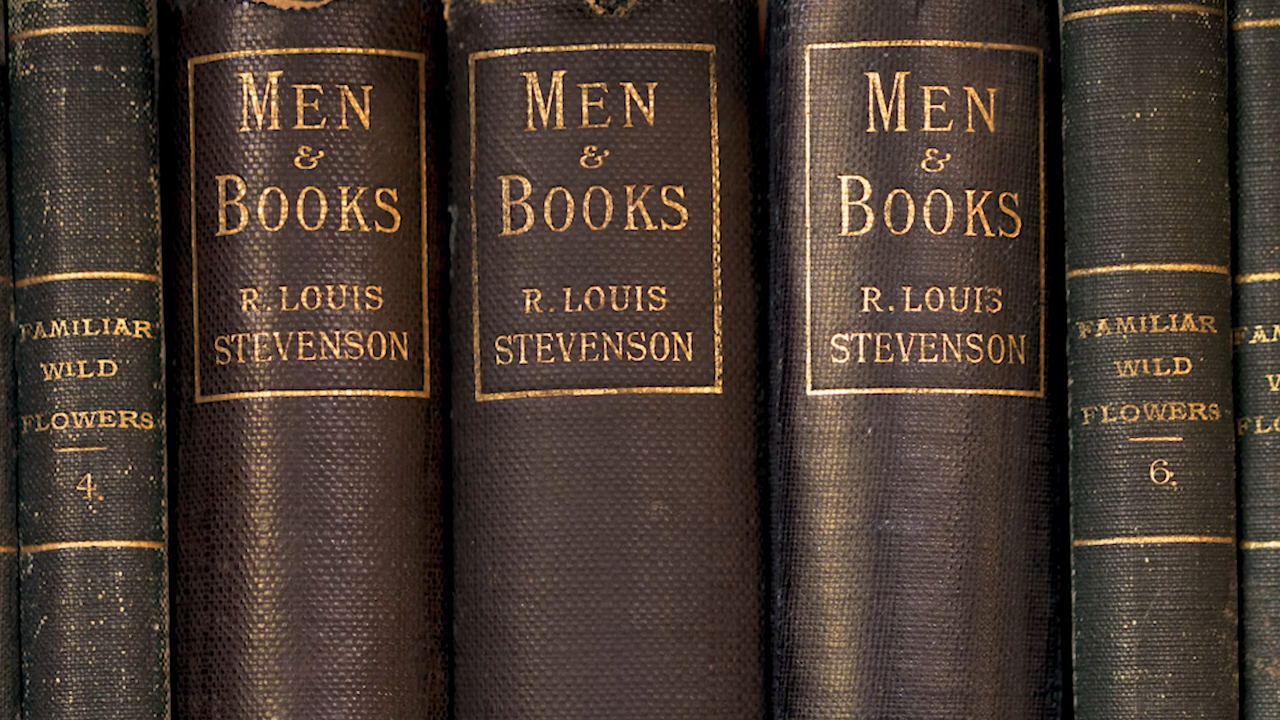 FAMILIAR
WILD
FLOWERS
4.
MEN
&
BOOKS
R. LOUIS
STEVENSON
MEN
&
BOOKS
R. LOUIS
STEVENSON
MEN
&
BOOKS
R. LOUIS
STEVENSON
FAMILIAR
WILD
FLOWERS
6.